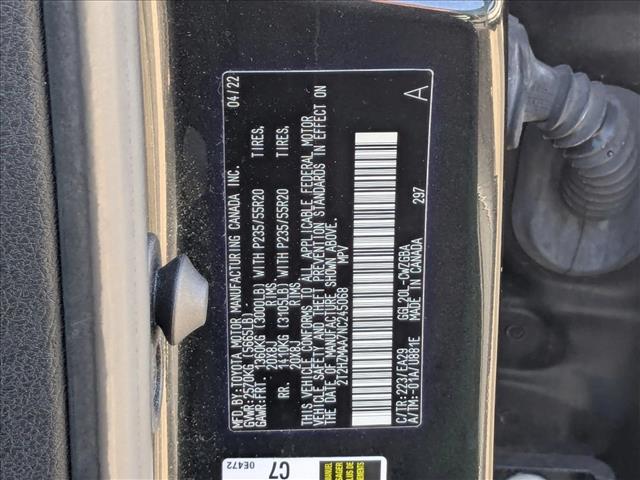 MFD. BY: TOYOTA MOTOR MANUFACTURING CANADA INC. 04/22
GVWR: 2570KG (5665LB)
GAWR: FRT. 1360KG (3000LB) WITH P235/55R20 TIRES,
20X8J RIMS
RR. 1410KG (3105LB) WITH P235/55R20 TIRES,
20X8J RIMS
THIS VEHICLE CONFORMS TO ALL APPLICABLE FEDERAL MOTOR
VEHICLE SAFETY AND THEFT PREVENTION STANDARDS IN EFFECT ON
THE DATE OF MANUFACTURE SHOWN ABOVE.
2T2HZMAA7NC245068 MPV
A
C/TR: 223/EA29 GGL20L-CWZGBA
A/TM: -01A/UB81E MADE IN CANADA 297
C7
0E472